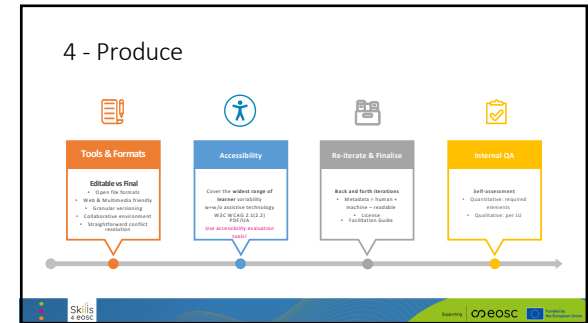 4 - Produce
Tools & Formats
Editable vs Final
• Open file formats
• Web & Multimedia friendly
• Granular versioning
• Collaborative environment
• Straightforward conflict
resolution
Accessibility
Cover the widest range of
learner variability
w+w/o assistive technology
W3C WCAG 2.1(2.2)
PDF/UA
Use accessibility evaluation
tools!
Re-iterate & Finalise
Back and forth iterations
• Metadata = human +
machine – readable
• License
• Facilitation Guide
Internal QA
Self-assessment
• Quantitative: required
elements
• Qualitative: per LU
Skills
4 eosc
Supporting
eosc
Funded by
the European Union